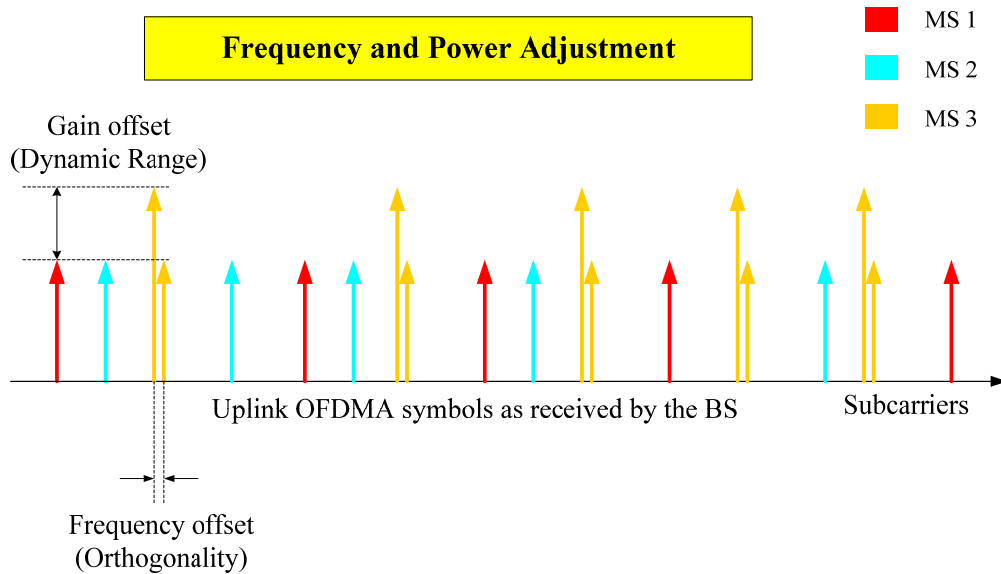 Frequency and Power Adjustment
MS 1
MS 2
MS 3
Gain offset
(Dynamic Range)
Uplink OFDMA symbols as received by the BS
Subcarriers
Frequency offset
(Orthogonality)